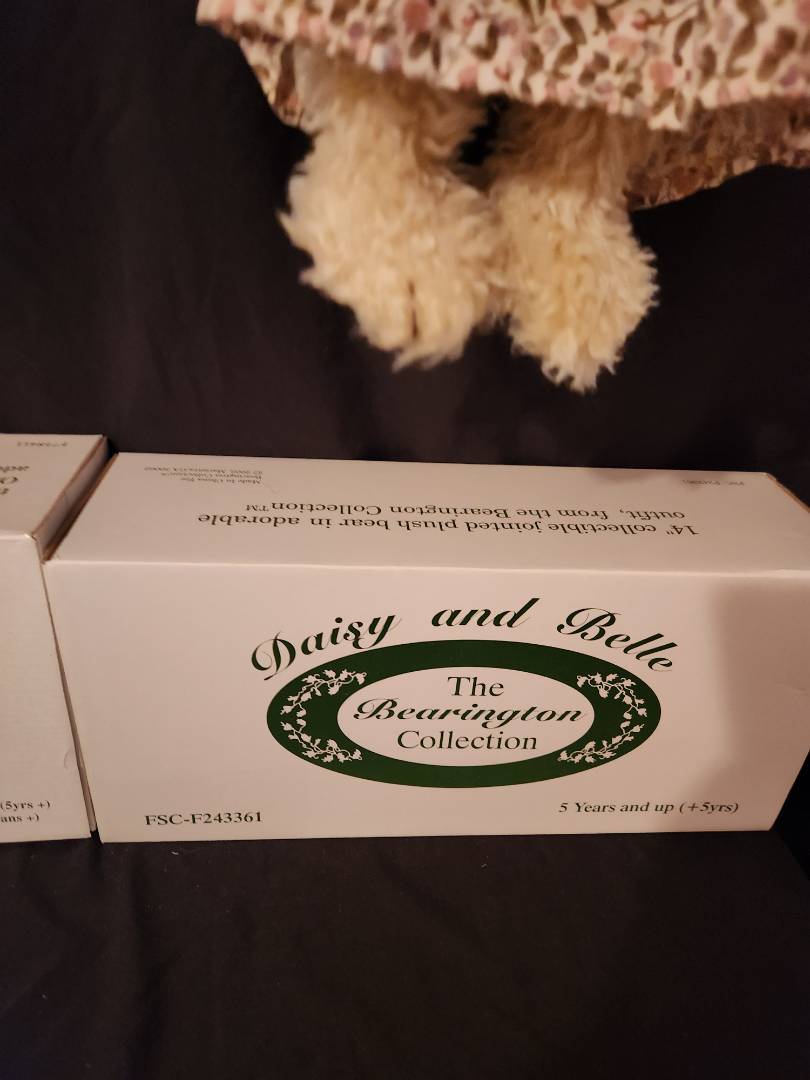 14" collectible jointed plush bear in adorable
outfit, from the Bearington Collection™
Daisy and Belle
The
Bearington
Collection
FSC-F243361
5 Years and up (+5yrs)
(5yrs +)
ans +)